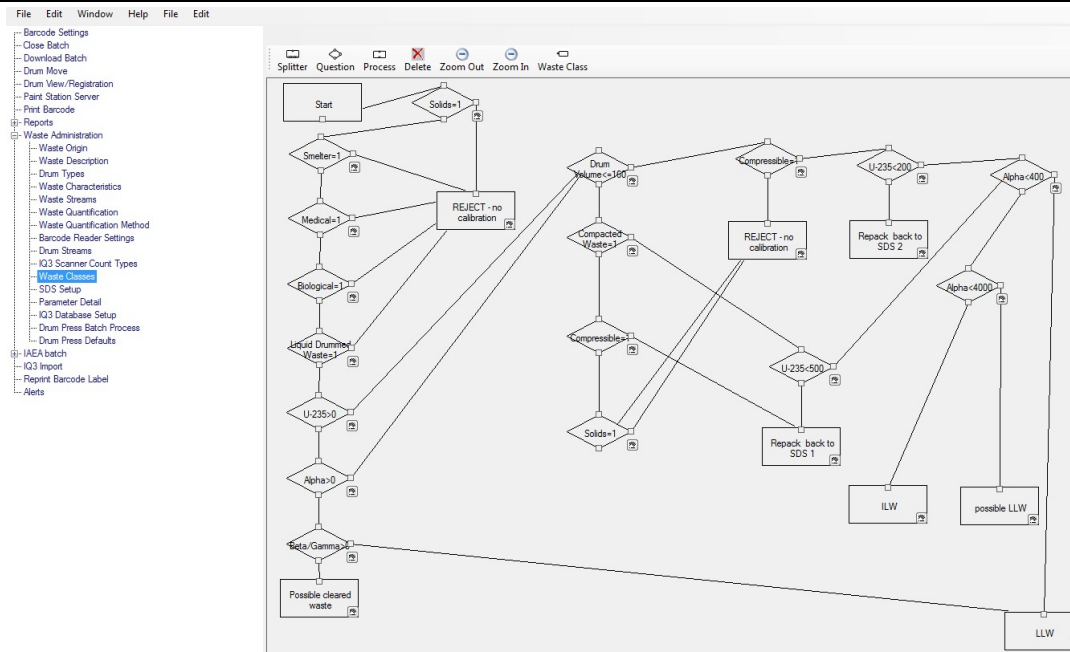 File Edit Window Help File Edit
Barcode Settings
Close Batch
Download Batch
Drum Move
Drum View/Registration
Paint Station Server
Print Barcode
Reports
Waste Administration
Waste Origin
Waste Description
Drum Types
Waste Characteristics
Waste Streams
Waste Quantification
Waste Quantification Method
Barcode Reader Settings
Drum Streams
IQ3 Scanner Count Types
Waste Classes
SDS Setup
Parameter Detail
IQ3 Database Setup
Drum Press Batch Process
Drum Press Defaults
IAEA batch
IQ3 Import
Reprint Barcode Label
Alerts
Splitter Question Process Delete Zoom Out Zoom In Waste Class
Start
Solids=1
Smelter=1
REJECT - no
calibration
Medical=1
Biological=1
Liquid Drummed
Waste=1
U-235>0
Alpha>0
Beta/Gamma>
Possible cleared
waste
Drum
Volume<=160
Compacted
Waste=1
Compressible=1
Solids=1
Compressible=
REJECT - no
calibration
U-235<500
Repack back to
SDS 1
U-235<200
Repack back to
SDS 2
Alpha<400
Alpha<4000
ILW
possible LLW
LLW